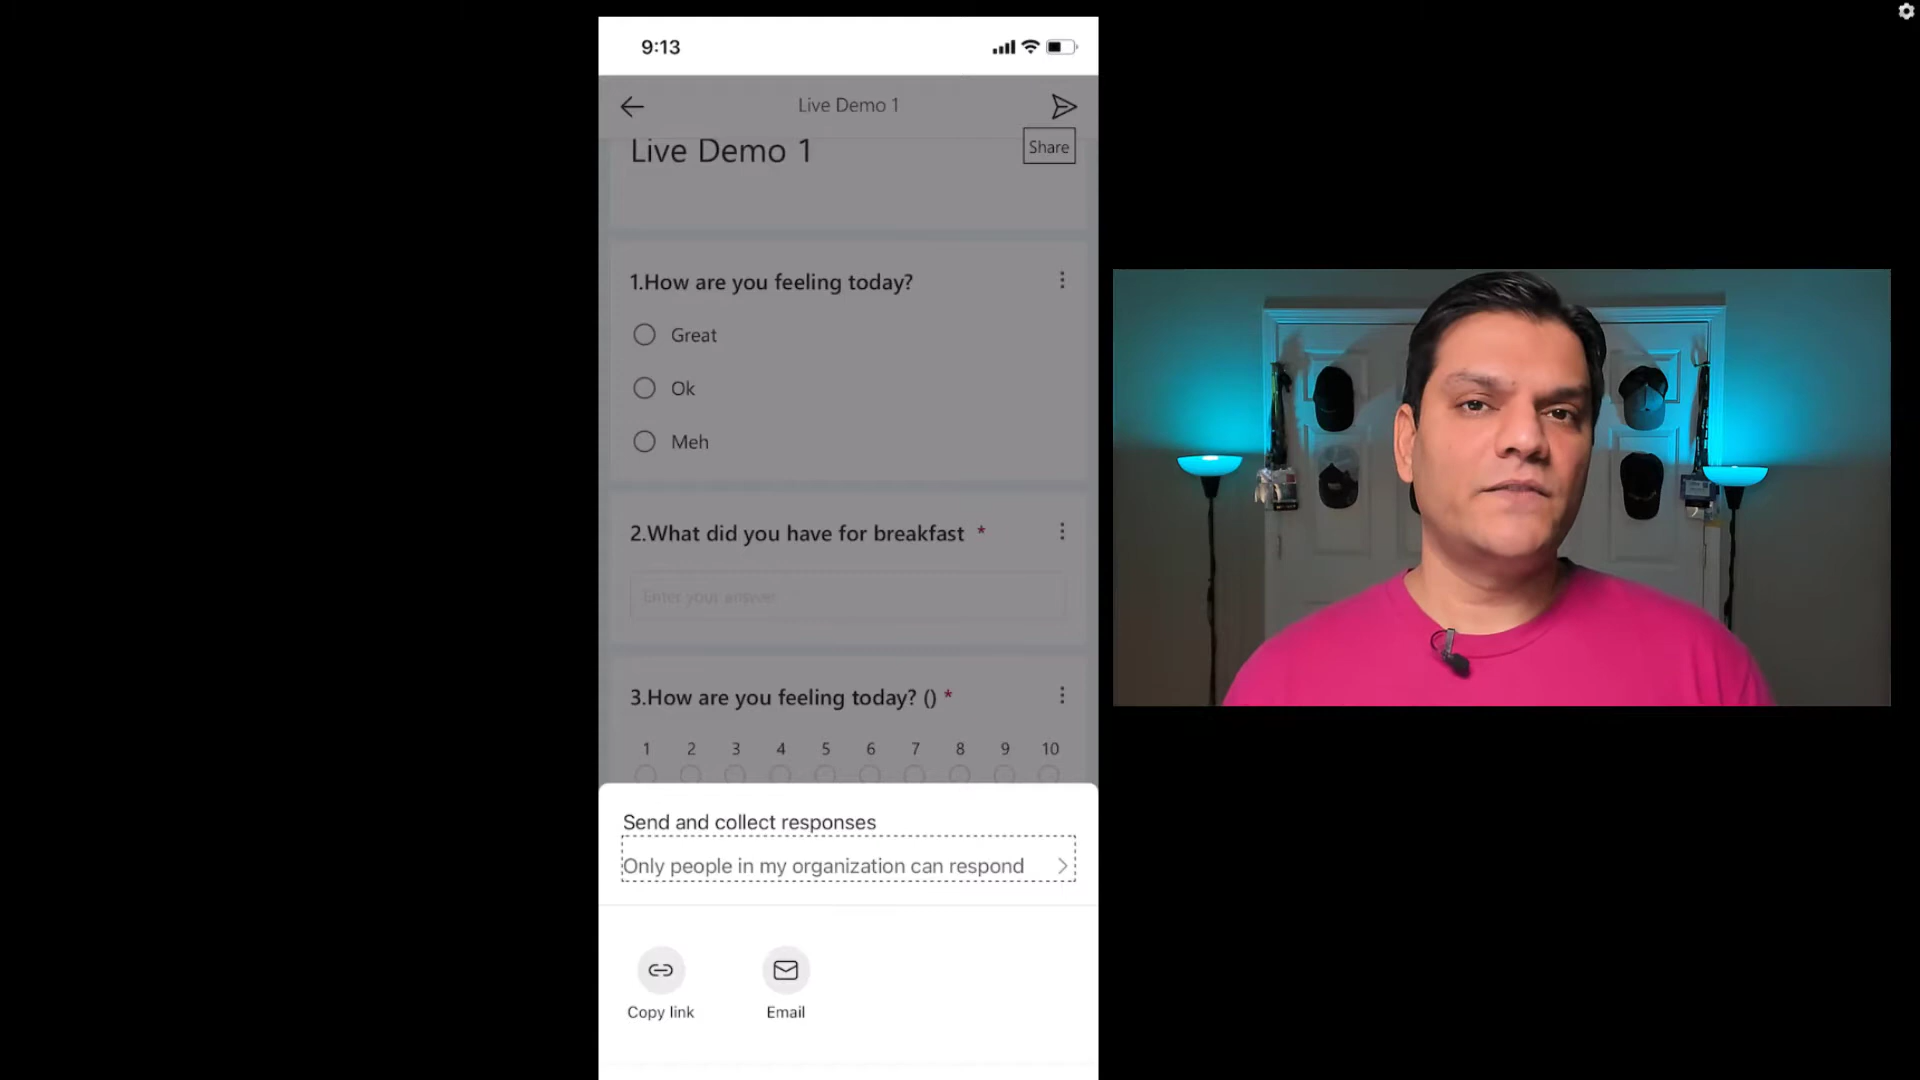 9:13
Live Demo 1
Live Demo 1
Share
1.How are you feeling today?
Great
Ok
Meh
2.What did you have for breakfast *
Enter your answer
3.How are you feeling today? () *
1 2 3 4 5 6 7 8 9 10
Send and collect responses
Only people in my organization can respond
Copy link
Email